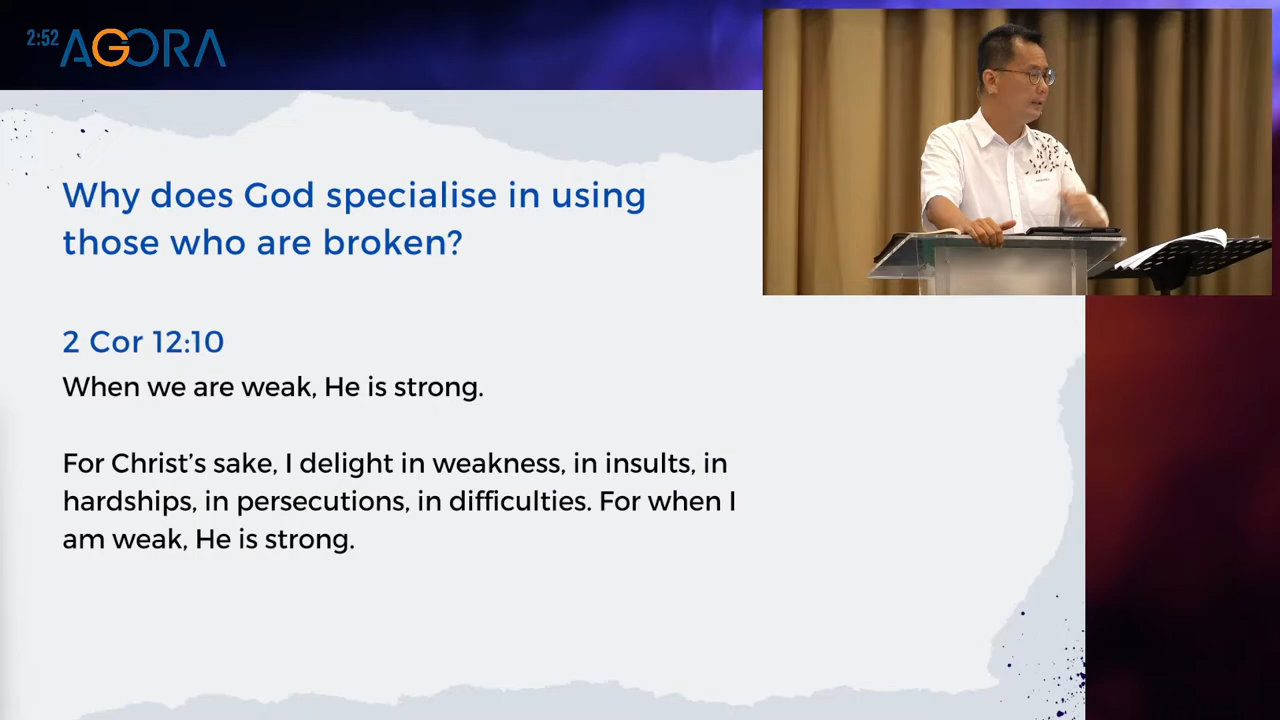 2:52 AGORA
Why does God specialise in using
those who are broken?
2 Cor 12:10
When we are weak, He is strong.
For Christ’s sake, I delight in weakness, in insults, in
hardships, in persecutions, in difficulties. For when I
am weak, He is strong.